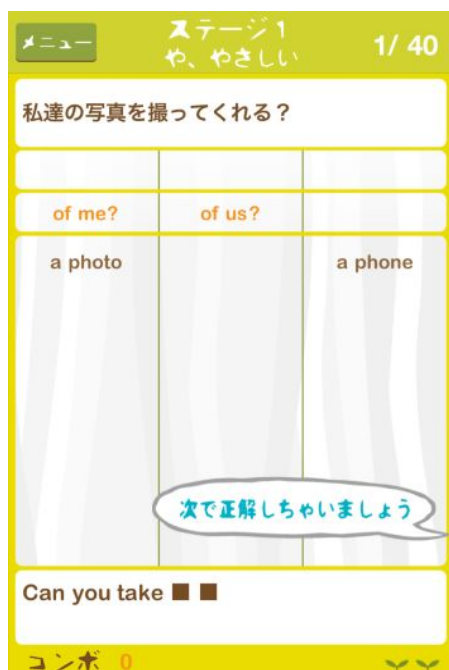 メニュー
ステージ1
や、やさしい
1/ 40
私達の写真を撮ってくれる？
of me? of us?
a photo a phone
次で正解しちゃいましょう
Can you take ■ ■
コンボ 0